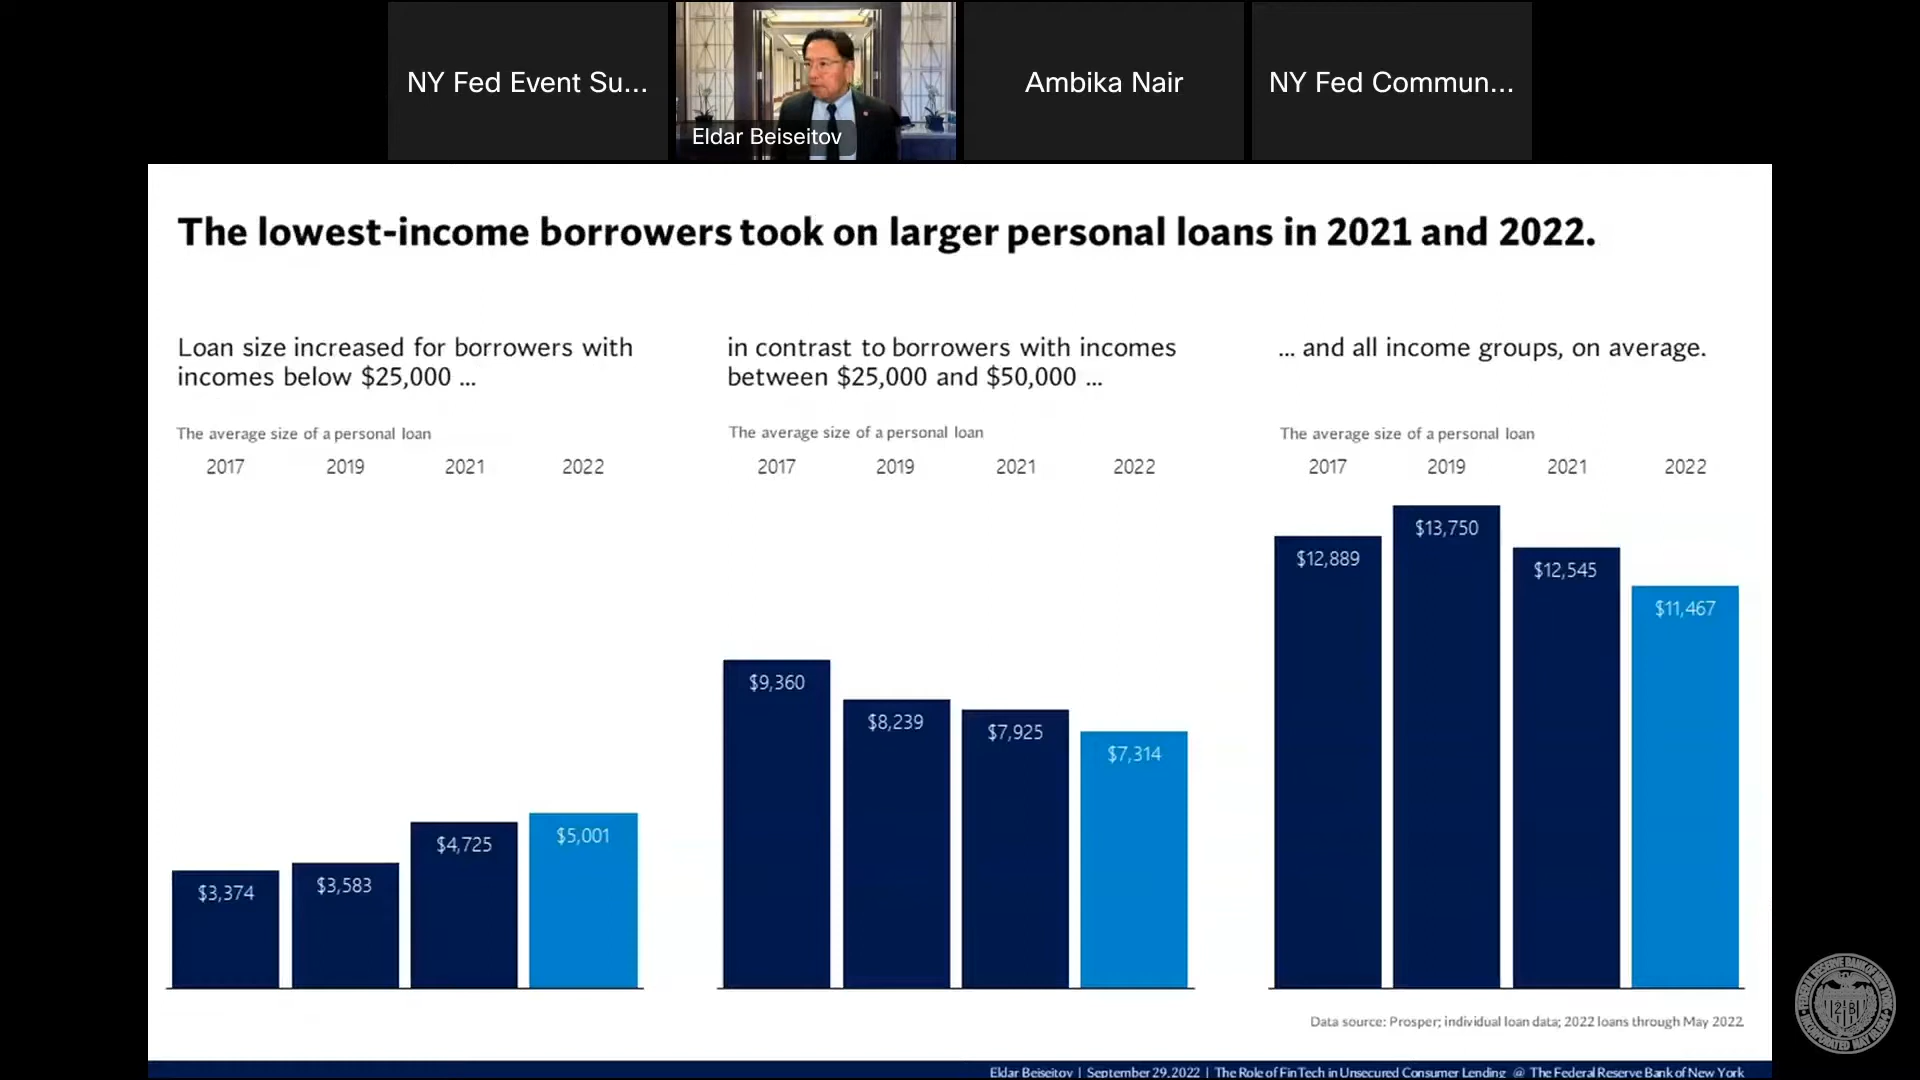 NY Fed Event Su...
Eldar Beiseitov
Ambika Nair
NY Fed Commun...
The lowest-income borrowers took on larger personal loans in 2021 and 2022.
Loan size increased for borrowers with
incomes below $25,000 ...
The average size of a personal loan
2017 2019 2021 2022
$3,374
$3,583
$4,725
$5,001
in contrast to borrowers with incomes
between $25,000 and $50,000 ...
The average size of a personal loan
2017 2019 2021 2022
$9,360
$8,239
$7,925
$7,314
... and all income groups, on average.
The average size of a personal loan
2017 2019 2021 2022
$12,889
$13,750
$12,545
$11,467
Data source: Prosper; individual loan data; 2022 loans through May 2022.
Eldar Beiseitov | September 29, 2022 | The Role of FinTech in Unsecured Consumer Lending @ The Federal Reserve Bank of New York
FEDERAL RESERVE BANK OF NEW YORK